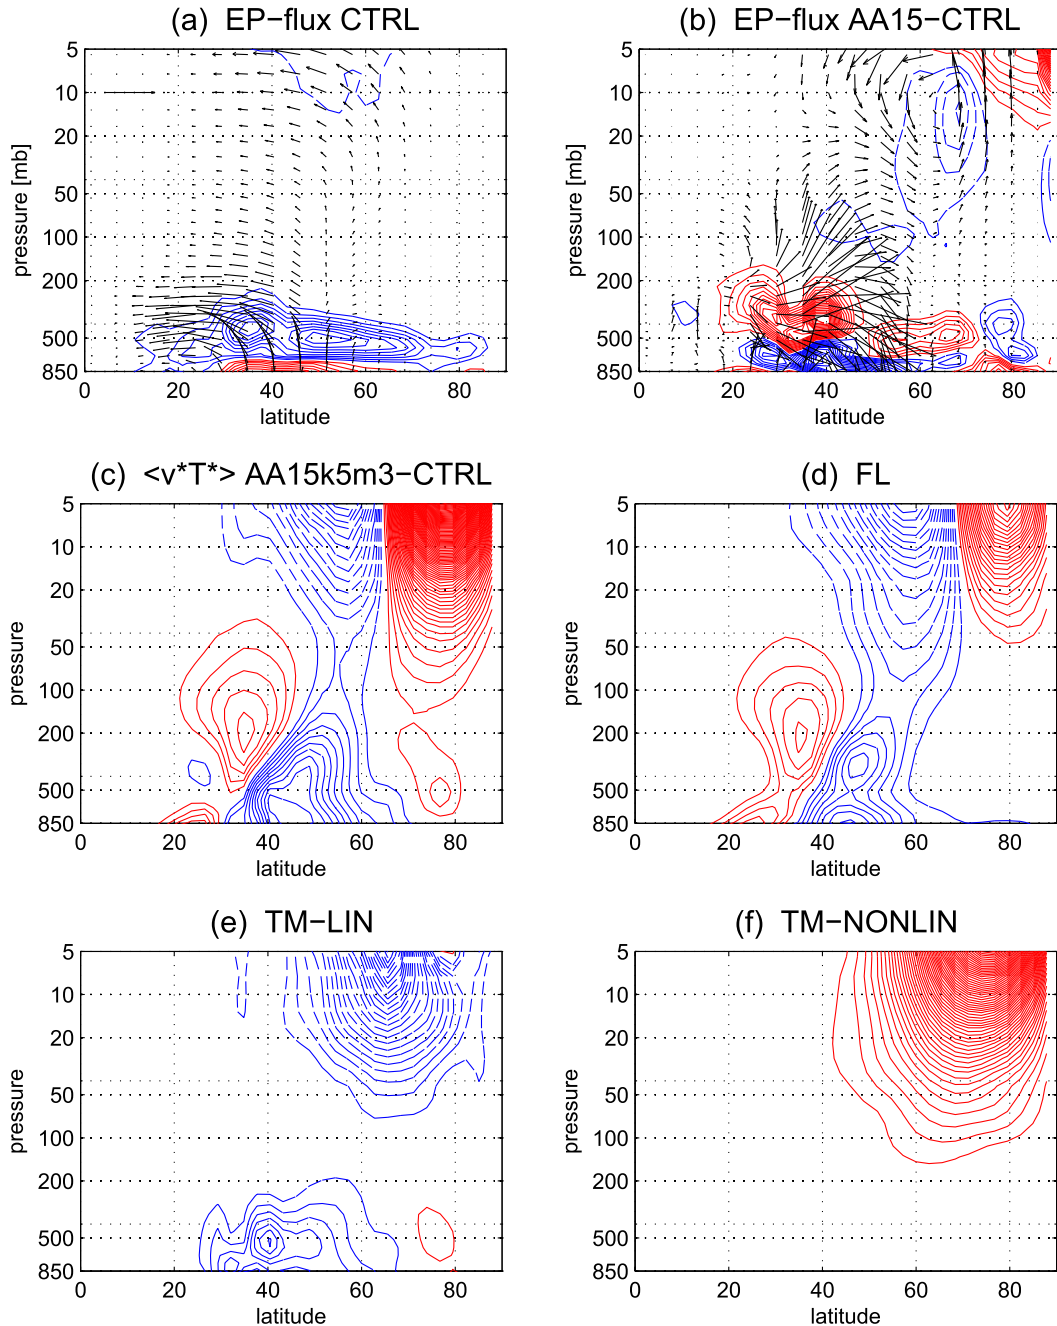 (a) EP−flux CTRL
(b) EP−flux AA15−CTRL
5
10
20
50
100
200
500
850
pressure [mb]
0 20 40 60 80
latitude
5
10
20
50
100
200
500
850
pressure [mb]
0 20 40 60 80
latitude
(c) <v*T*> AA15k5m3−CTRL
(d) FL
5
10
20
50
100
200
500
850
pressure
0 20 40 60 80
latitude
5
10
20
50
100
200
500
850
pressure
0 20 40 60 80
latitude
(e) TM−LIN
(f) TM−NONLIN
5
10
20
50
100
200
500
850
pressure
0 20 40 60 80
latitude
5
10
20
50
100
200
500
850
pressure
0 20 40 60 80
latitude